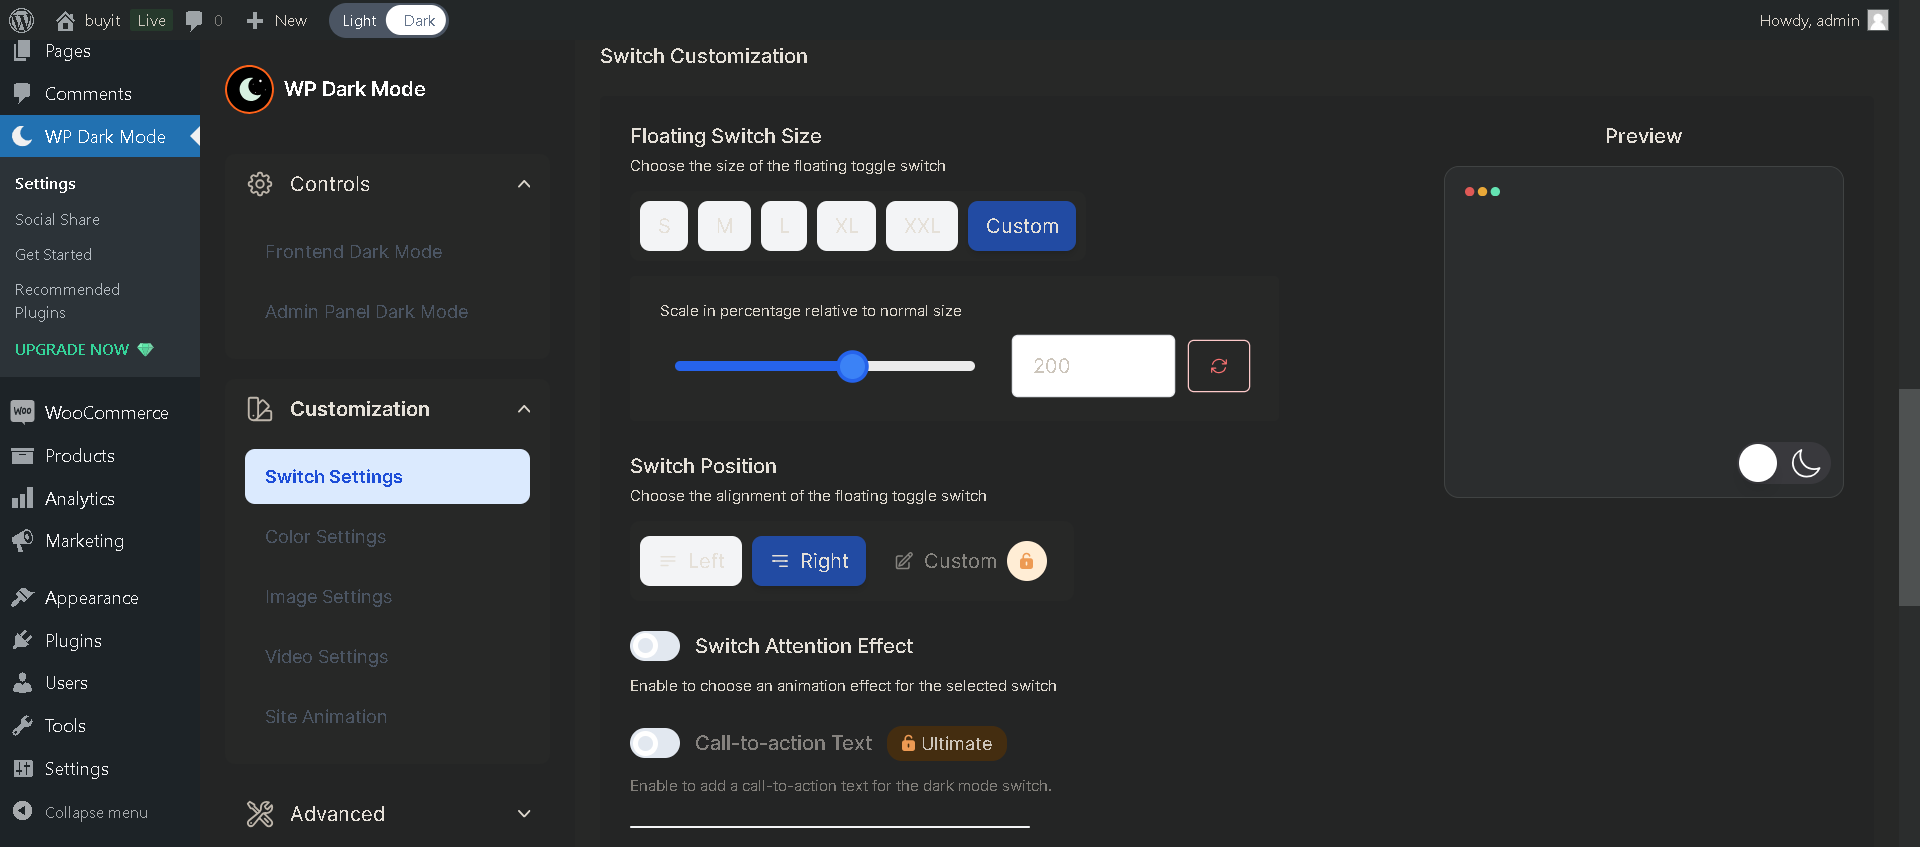 buyit
Live
0
New
Light
Dark
Howdy, admin
Pages
Comments
WP Dark Mode
Settings
Social Share
Get Started
Recommended
Plugins
UPGRADE NOW
Woo
WooCommerce
Products
Analytics
Marketing
Appearance
Plugins
Users
Tools
Settings
Collapse menu
WP Dark Mode
Controls
Frontend Dark Mode
Admin Panel Dark Mode
Customization
Switch Settings
Color Settings
Image Settings
Video Settings
Site Animation
Advanced
Switch Customization
Floating Switch Size
Choose the size of the floating toggle switch
S
M
L
XL
XXL
Custom
Scale in percentage relative to normal size
200
Switch Position
Choose the alignment of the floating toggle switch
Left
Right
Custom
Switch Attention Effect
Enable to choose an animation effect for the selected switch
Call-to-action Text
Ultimate
Enable to add a call-to-action text for the dark mode switch.
Preview